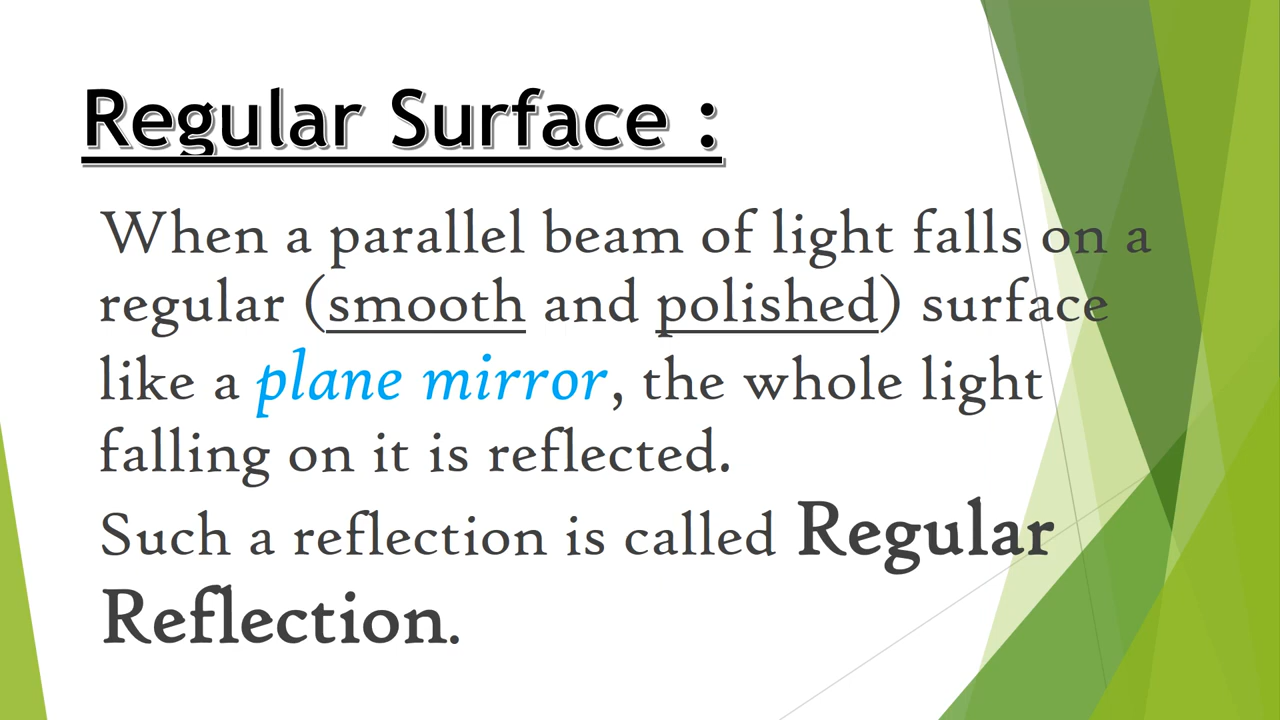 Regular Surface :
When a parallel beam of light falls on a
regular (smooth and polished) surface
like a plane mirror, the whole light
falling on it is reflected.
Such a reflection is called Regular
Reflection.